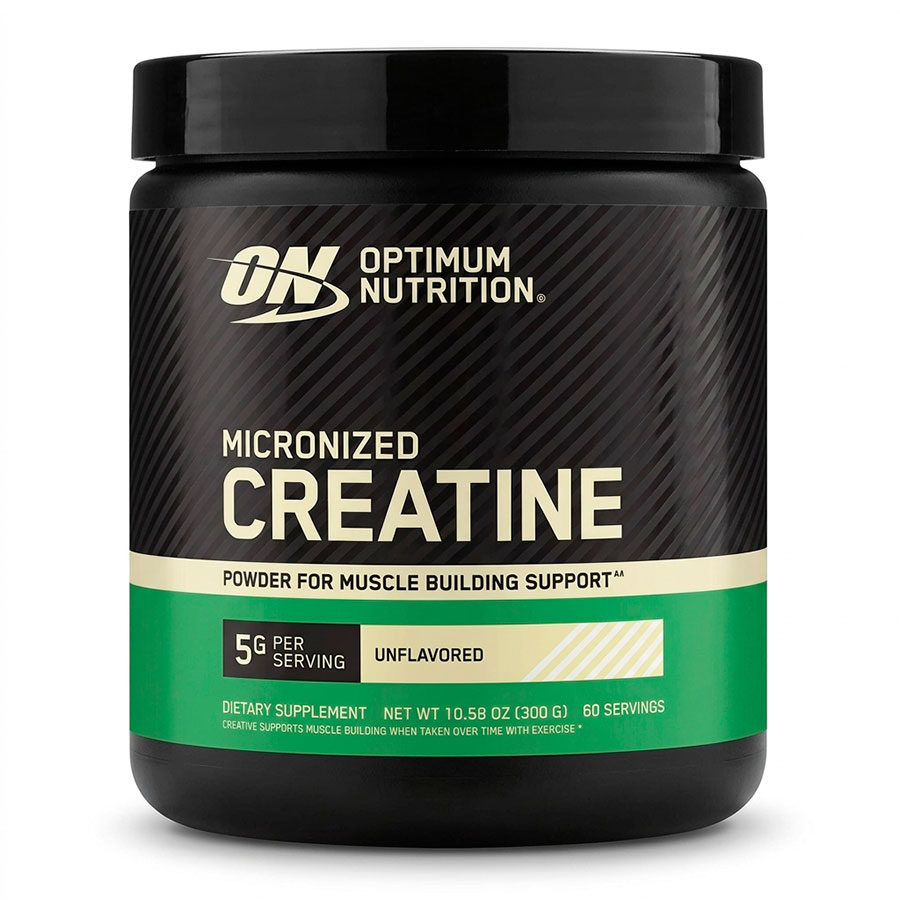 ON OPTIMUM
NUTRITION®
MICRONIZED
CREATINE
POWDER FOR MUSCLE BUILDING SUPPORT^^
5G PER
SERVING
UNFLAVORED
DIETARY SUPPLEMENT NET WT 10.58 OZ (300 G) 60 SERVINGS
CREATIVE SUPPORTS MUSCLE BUILDING WHEN TAKEN OVER TIME WITH EXERCISE *